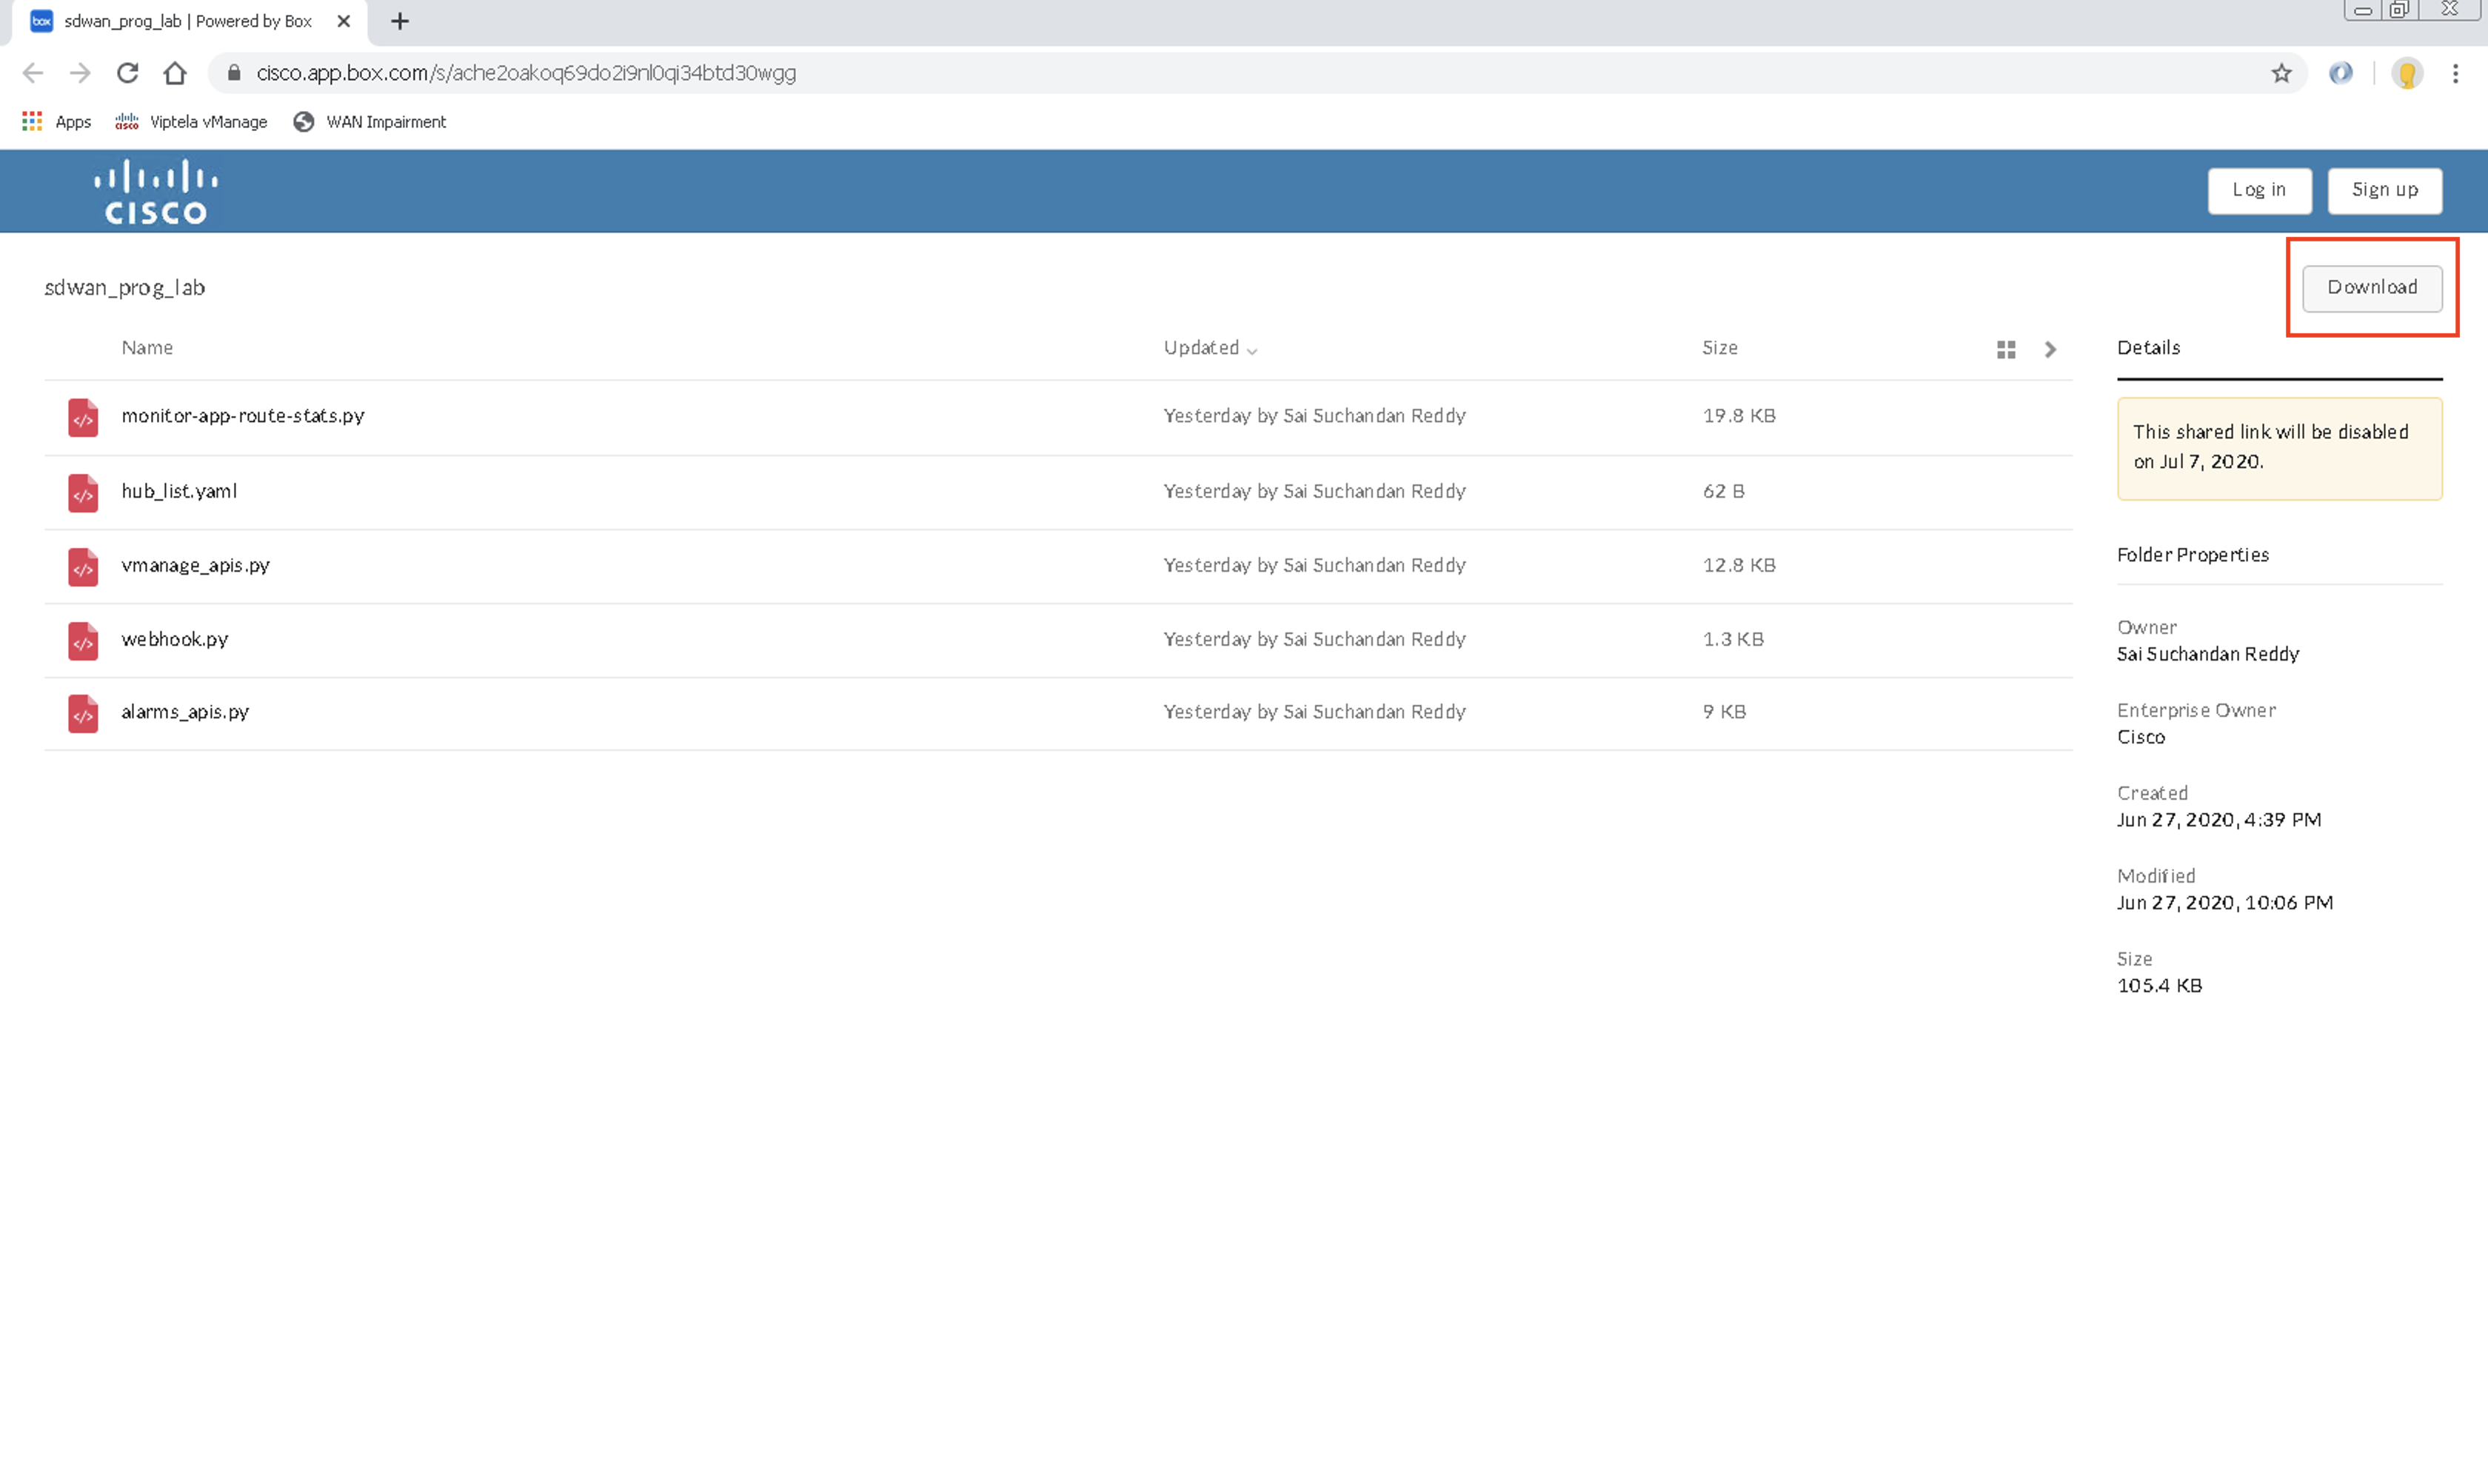 box sdwan_prog_lab | Powered by Box
cisco.app.box.com/s/ache2oakoq69do2i9nl0qi34btd30wgg
Apps
cisco Viptela vManage
WAN Impairment
CISCO
Log in
Sign up
sdwan_prog_lab
Download
Name
Updated
Size
Details
monitor-app-route-stats.py
Yesterday by Sai Suchandan Reddy
19.8 KB
hub_list.yaml
Yesterday by Sai Suchandan Reddy
62 B
vmanage_apis.py
Yesterday by Sai Suchandan Reddy
12.8 KB
webhook.py
Yesterday by Sai Suchandan Reddy
1.3 KB
alarms_apis.py
Yesterday by Sai Suchandan Reddy
9 KB
This shared link will be disabled
on Jul 7, 2020.
Folder Properties
Owner
Sai Suchandan Reddy
Enterprise Owner
Cisco
Created
Jun 27, 2020, 4:39 PM
Modified
Jun 27, 2020, 10:06 PM
Size
105.4 KB